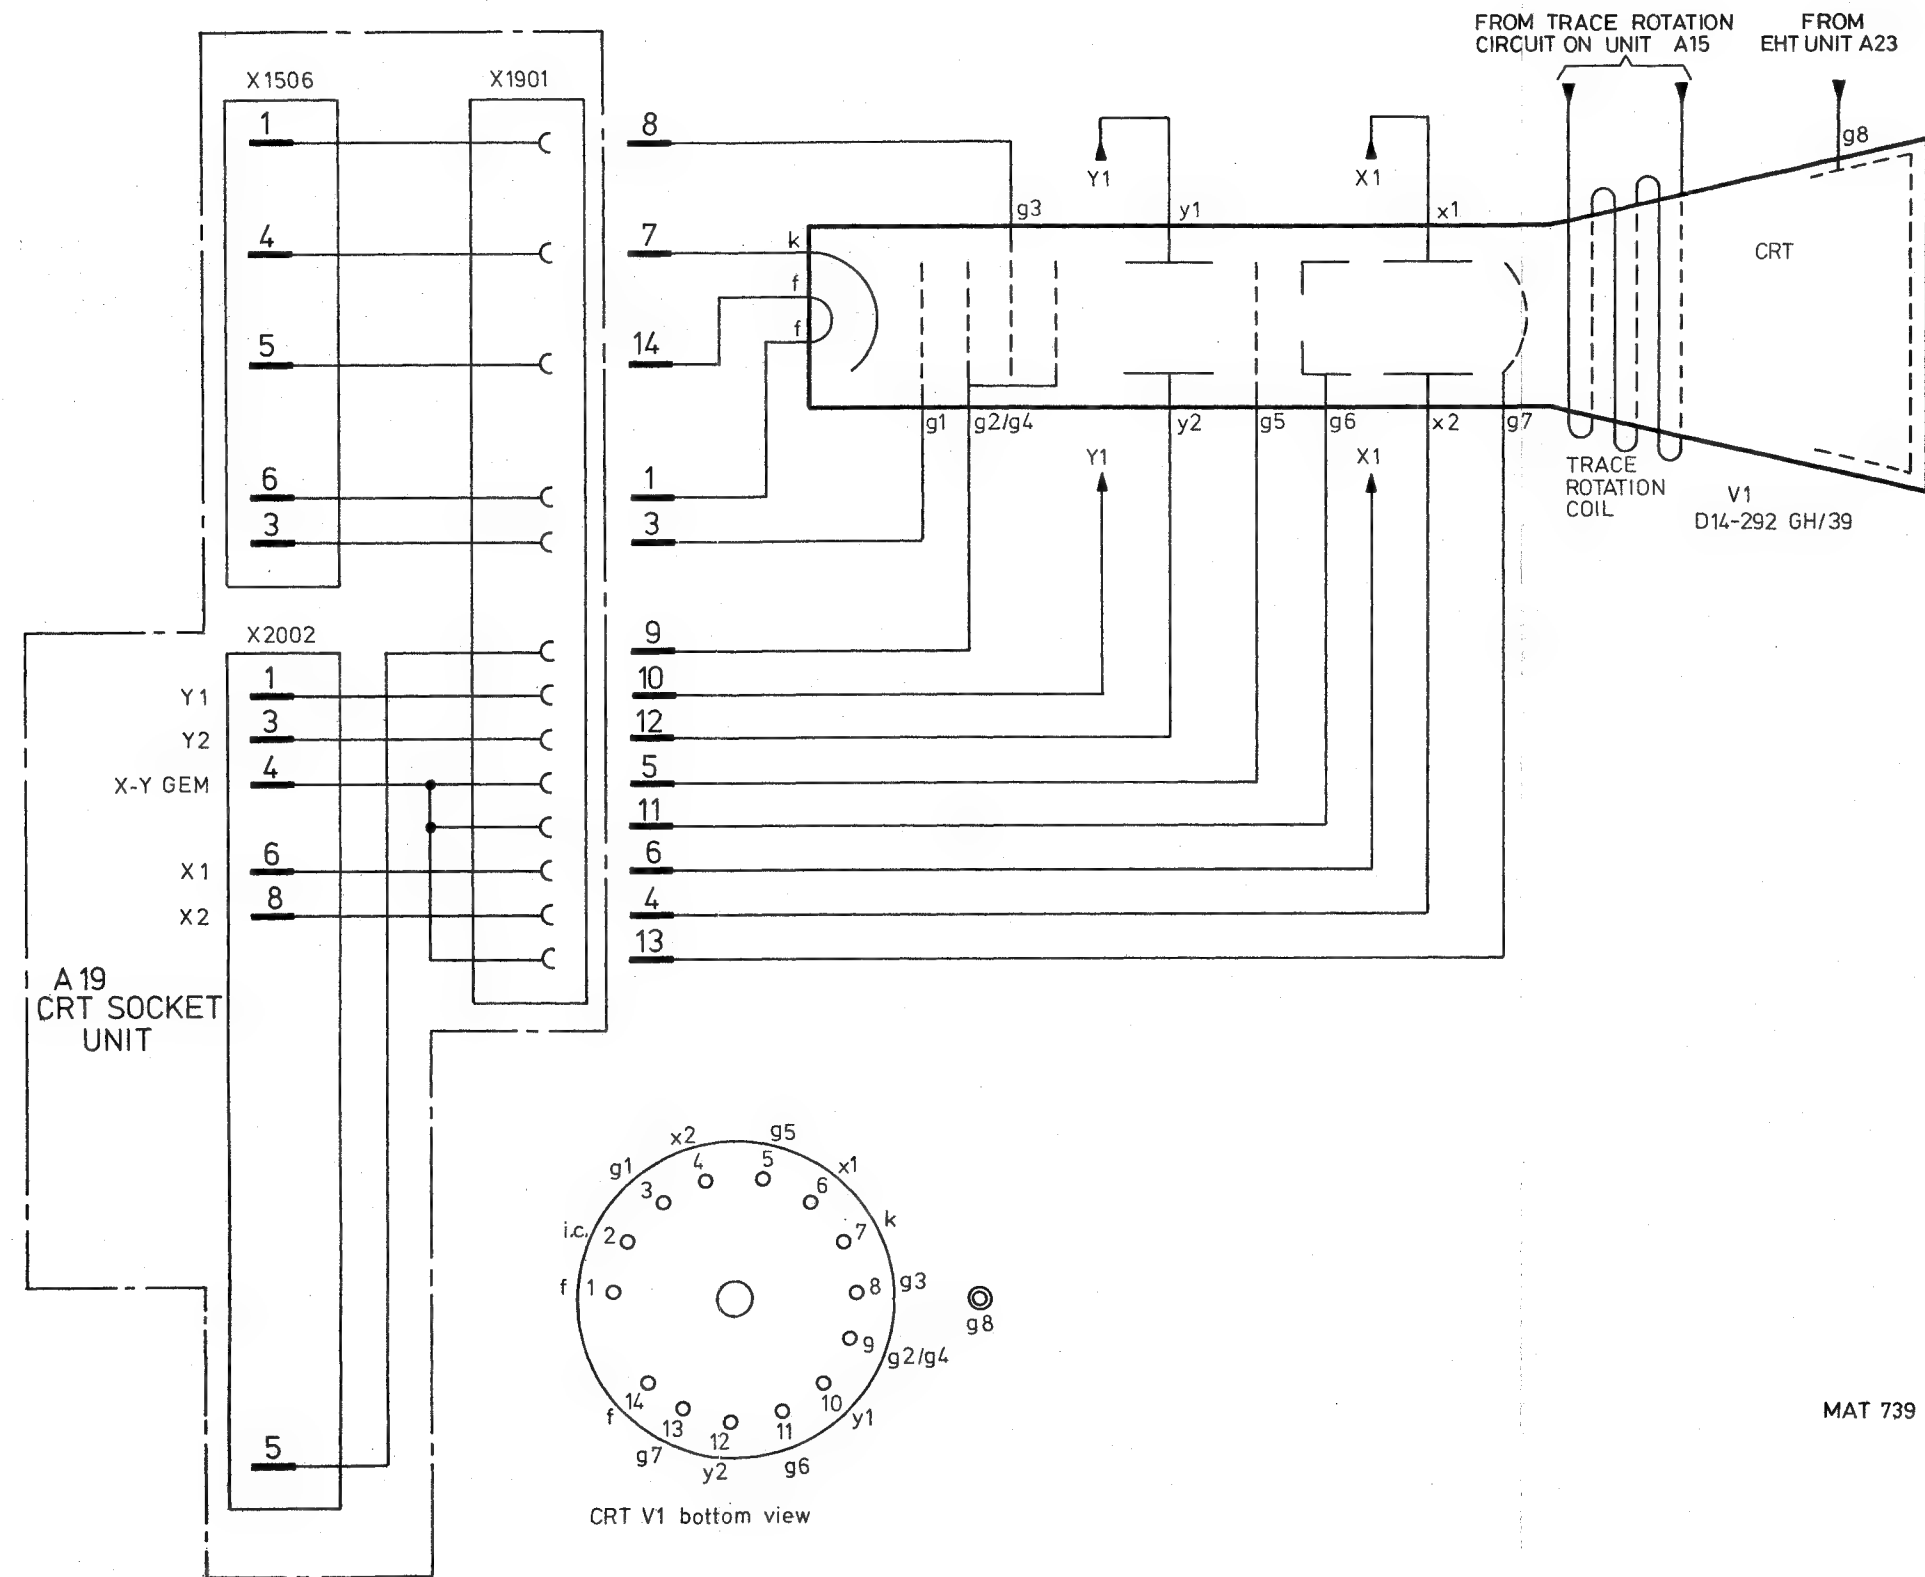 FROM TRACE ROTATION
CIRCUIT ON UNIT A15
FROM
EHT UNIT A23
X1506
X1901
1
8
g8
Y1
X1
4
7
k
g3
y1
x1
CRT
f
f
5
14
g1
g2/g4
y2
g5
g6
x2
g7
Y1
X1
TRACE
ROTATION
COIL
V1
D14-292 GH/39
6
1
3
3
X2002
9
Y1
1
10
Y2
3
12
X-Y GEM
4
5
11
X1
6
6
X2
8
4
13
A19
CRT SOCKET
UNIT
x2
g5
g1
4
5
x1
3
6
i.c.
2
7
k
f
1
8
g3
g8
9
g2/g4
14
10
f
13
12
11
y1
g7
y2
g6
5
CRT V1 bottom view
MAT 739